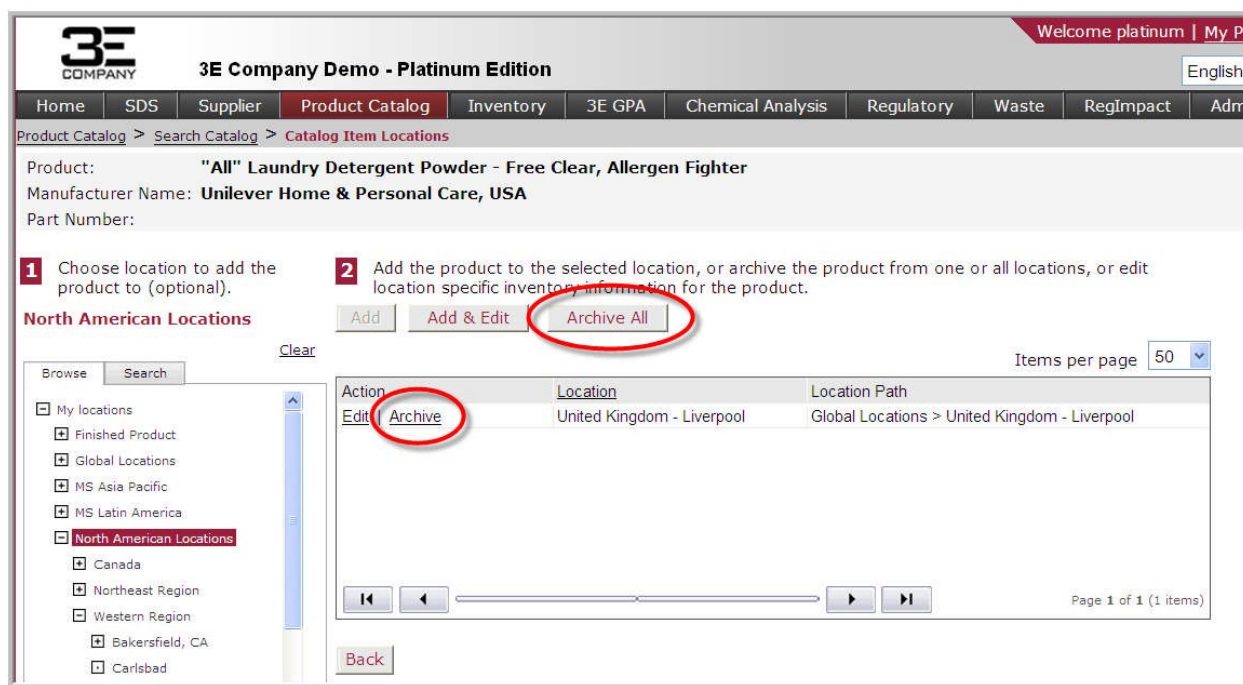 Welcome platinum | My P
3E
COMPANY
3E Company Demo - Platinum Edition
English
Home SDS Supplier Product Catalog Inventory 3E GPA Chemical Analysis Regulatory Waste RegImpact Adm
Product Catalog > Search Catalog > Catalog Item Locations
Product: "All" Laundry Detergent Powder - Free Clear, Allergen Fighter
Manufacturer Name: Unilever Home & Personal Care, USA
Part Number:
1 Choose location to add the
product to (optional).
2 Add the product to the selected location, or archive the product from one or all locations, or edit
location specific inventory information for the product.
North American Locations
Add Add & Edit Archive All
Clear
Items per page 50
Browse Search
Action Location Location Path
Edit | Archive United Kingdom - Liverpool Global Locations > United Kingdom - Liverpool
My locations
Finished Product
Global Locations
MS Asia Pacific
MS Latin America
North American Locations
Canada
Northeast Region
Western Region
Bakersfield, CA
Carlsbad
Page 1 of 1 (1 items)
Back